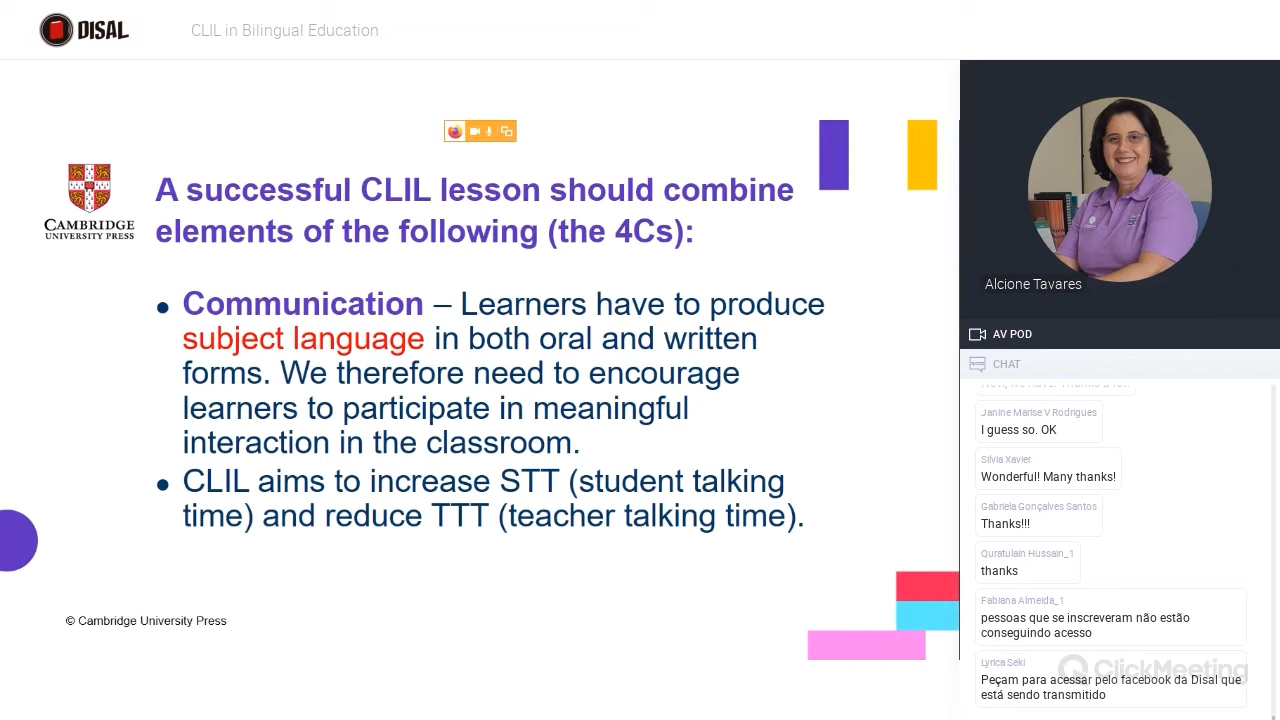 DISAL
CLIL in Bilingual Education
CAMBRIDGE
UNIVERSITY PRESS
A successful CLIL lesson should combine
elements of the following (the 4Cs):
• Communication – Learners have to produce
subject language in both oral and written
forms. We therefore need to encourage
learners to participate in meaningful
interaction in the classroom.
• CLIL aims to increase STT (student talking
time) and reduce TTT (teacher talking time).
© Cambridge University Press
Alcione Tavares
AV POD
CHAT
Now, we have. Thanks a lot!
Janine Marise V Rodrigues
I guess so. OK
Silvia Xavier
Wonderful! Many thanks!
Gabriela Gonçalves Santos
Thanks!!!
Quratulain Hussain_1
thanks
Fabiana Almeida_1
pessoas que se inscreveram não estão
conseguindo acesso
Lyrica Seki
Peçam para acessar pelo facebook da Disal que
está sendo transmitido
ClickMeeting